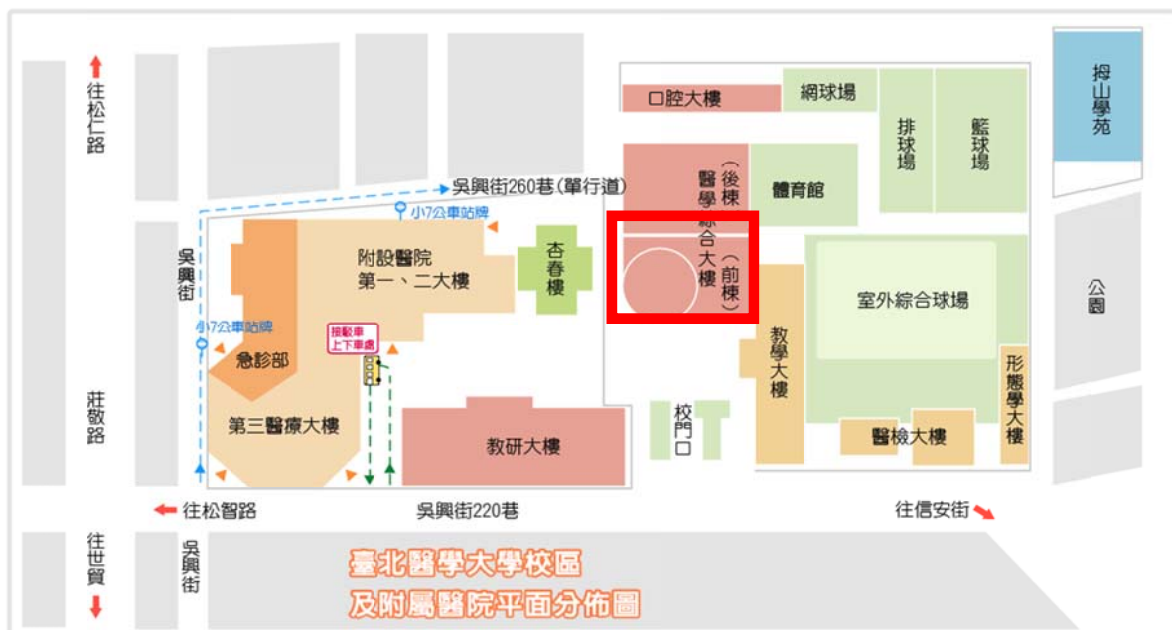 往松仁路
口腔大樓
網球場
排球場
籃球場
拇山學苑
吳興街260巷(單行道)
小7公車站牌
醫學綜合大樓
(後棟)
(前棟)
體育館
吳興街
附設醫院
第一、二大樓
杏春樓
室外綜合球場
公園
小7公車站牌
接駁車
上下車處
急診部
教學大樓
形態學大樓
莊敬路
第三醫療大樓
教研大樓
校門口
醫檢大樓
往松智路
吳興街220巷
往信安街
往世貿
吳興街
臺北醫學大學校區
及附屬醫院平面分佈圖